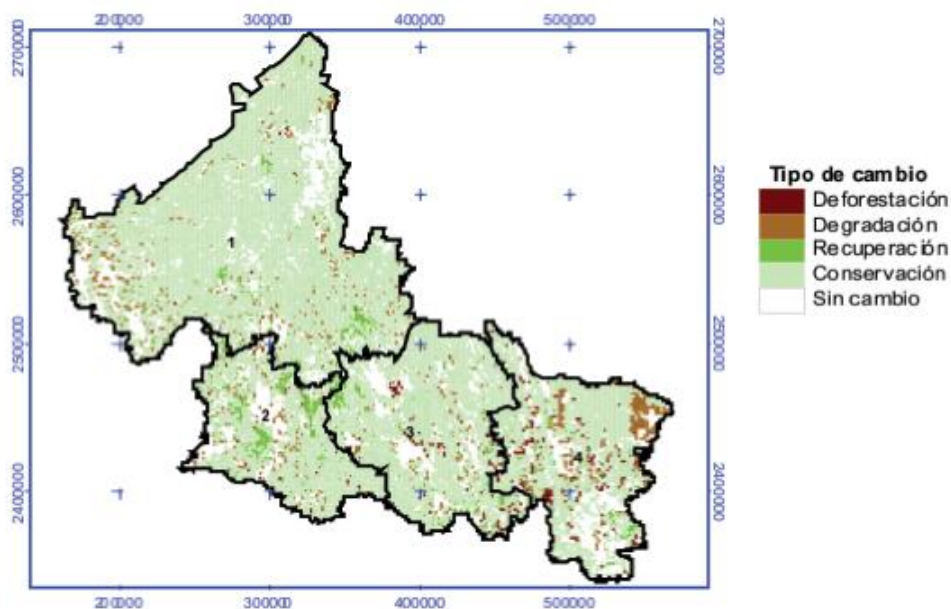 200000 300000 400000 500000
2700000 2700000
2600000 2600000
2500000 2500000
2400000 2400000
1
2
3
4
200000 300000 400000 500000
Tipo de cambio
Deforestación
Degradación
Recuperación
Conservación
Sin cambio